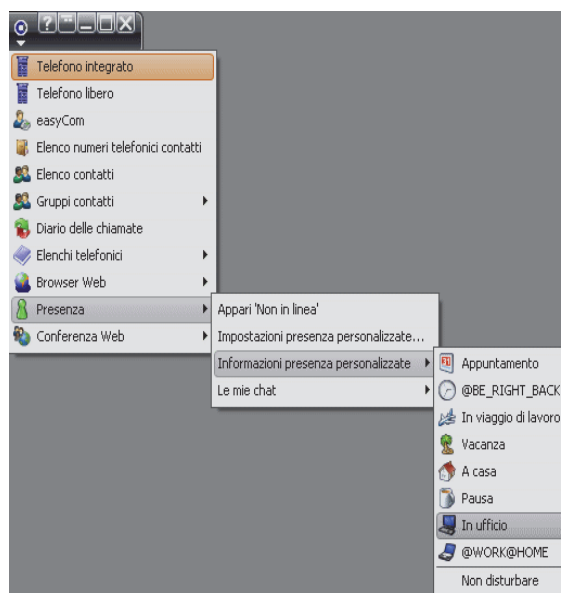 Telefono integrato
Telefono libero
easyCom
Elenco numeri telefonici contatti
Elenco contatti
Gruppi contatti
Diario delle chiamate
Elenchi telefonici
Browser Web
Presenza
Conferenza Web
Appari 'Non in linea'
Impostazioni presenza personalizzate...
Informazioni presenza personalizzate
Le mie chat
Appuntamento
@BE_RIGHT_BACK
In viaggio di lavoro
Vacanza
A casa
Pausa
In ufficio
@WORK@HOME
Non disturbare